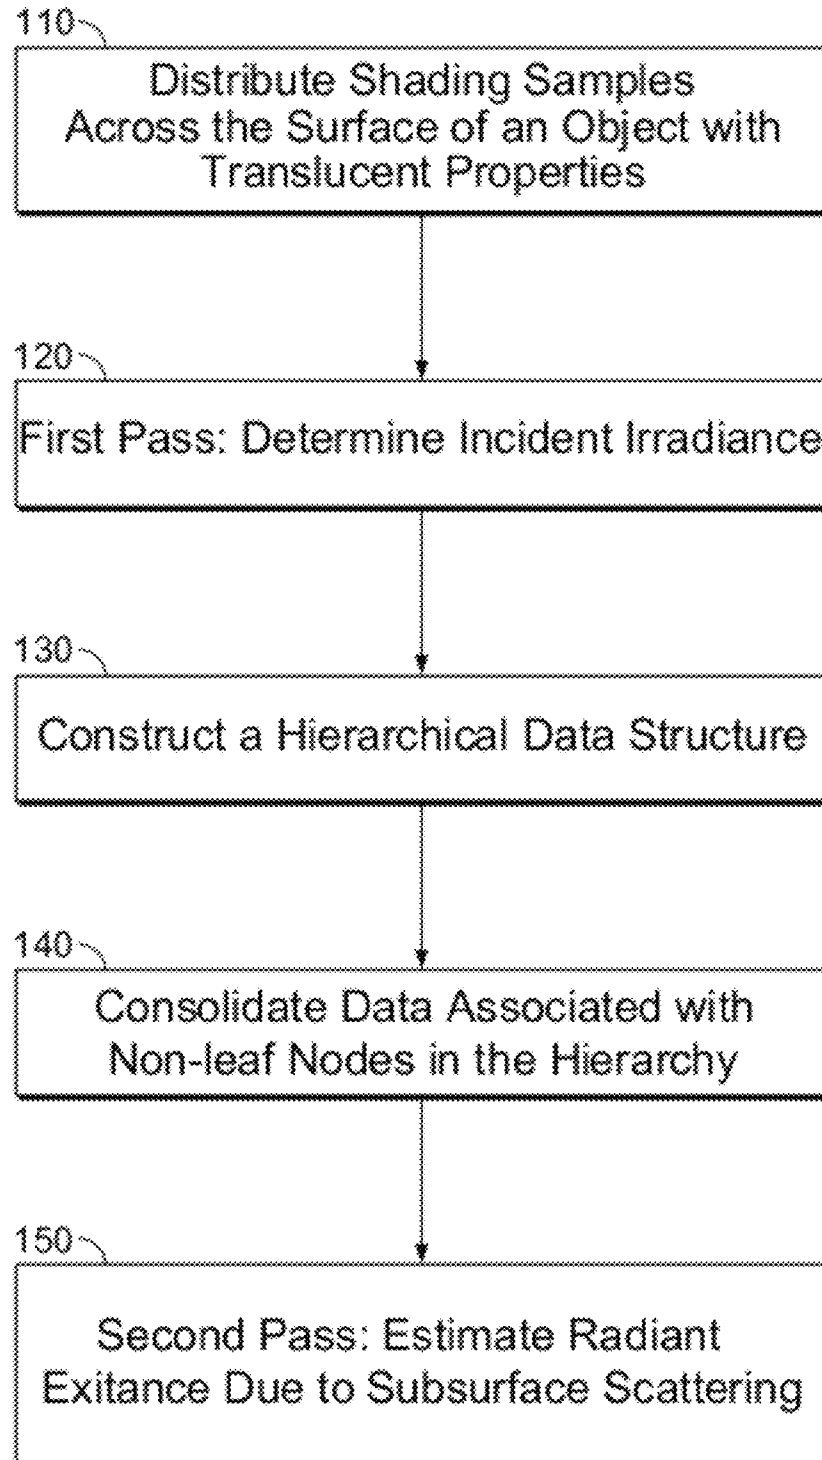 110
Distribute Shading Samples
Across the Surface of an Object with
Translucent Properties
120
First Pass: Determine Incident Irradiance
130
Construct a Hierarchical Data Structure
140
Consolidate Data Associated with
Non-leaf Nodes in the Hierarchy
150
Second Pass: Estimate Radiant
Exitance Due to Subsurface Scattering